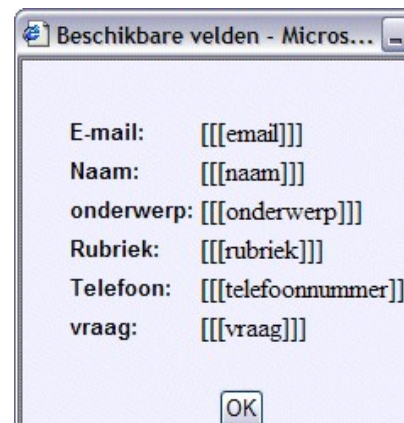 Beschikbare velden - Micros...
E-mail: [[[email]]]
Naam: [[[naam]]]
onderwerp: [[[onderwerp]]]
Rubriek: [[[rubriek]]]
Telefoon: [[[telefoonnummer]]
vraag: [[[vraag]]]
OK